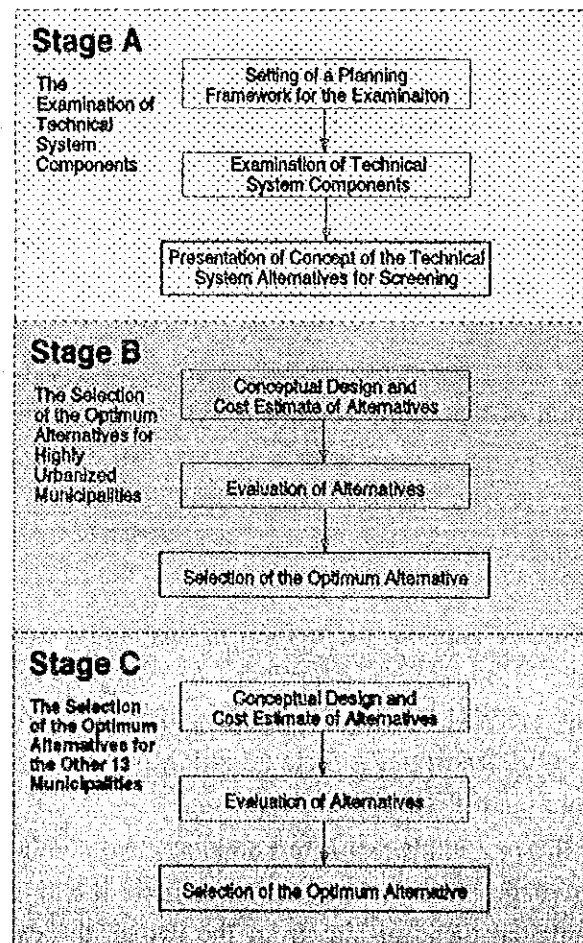 Stage A
The
Examination of
Technical
System
Components
Setting of a Planning
Framework for the Examinaiton
Examination of Technical
System Components
Presentation of Concept of the Technical
System Alternatives for Screening
Stage B
The Selection
of the Optimum
Alternatives for
Highly
Urbanized
Municipalities
Conceptual Design and
Cost Estimate of Alternatives
Evaluation of Alternatives
Selection of the Optimum Alternative
Stage C
The Selection
of the Optimum
Alternatives for
the Other 13
Municipalities
Conceptual Design and
Cost Estimate of Alternatives
Evaluation of Alternatives
Selection of the Optimum Alternative